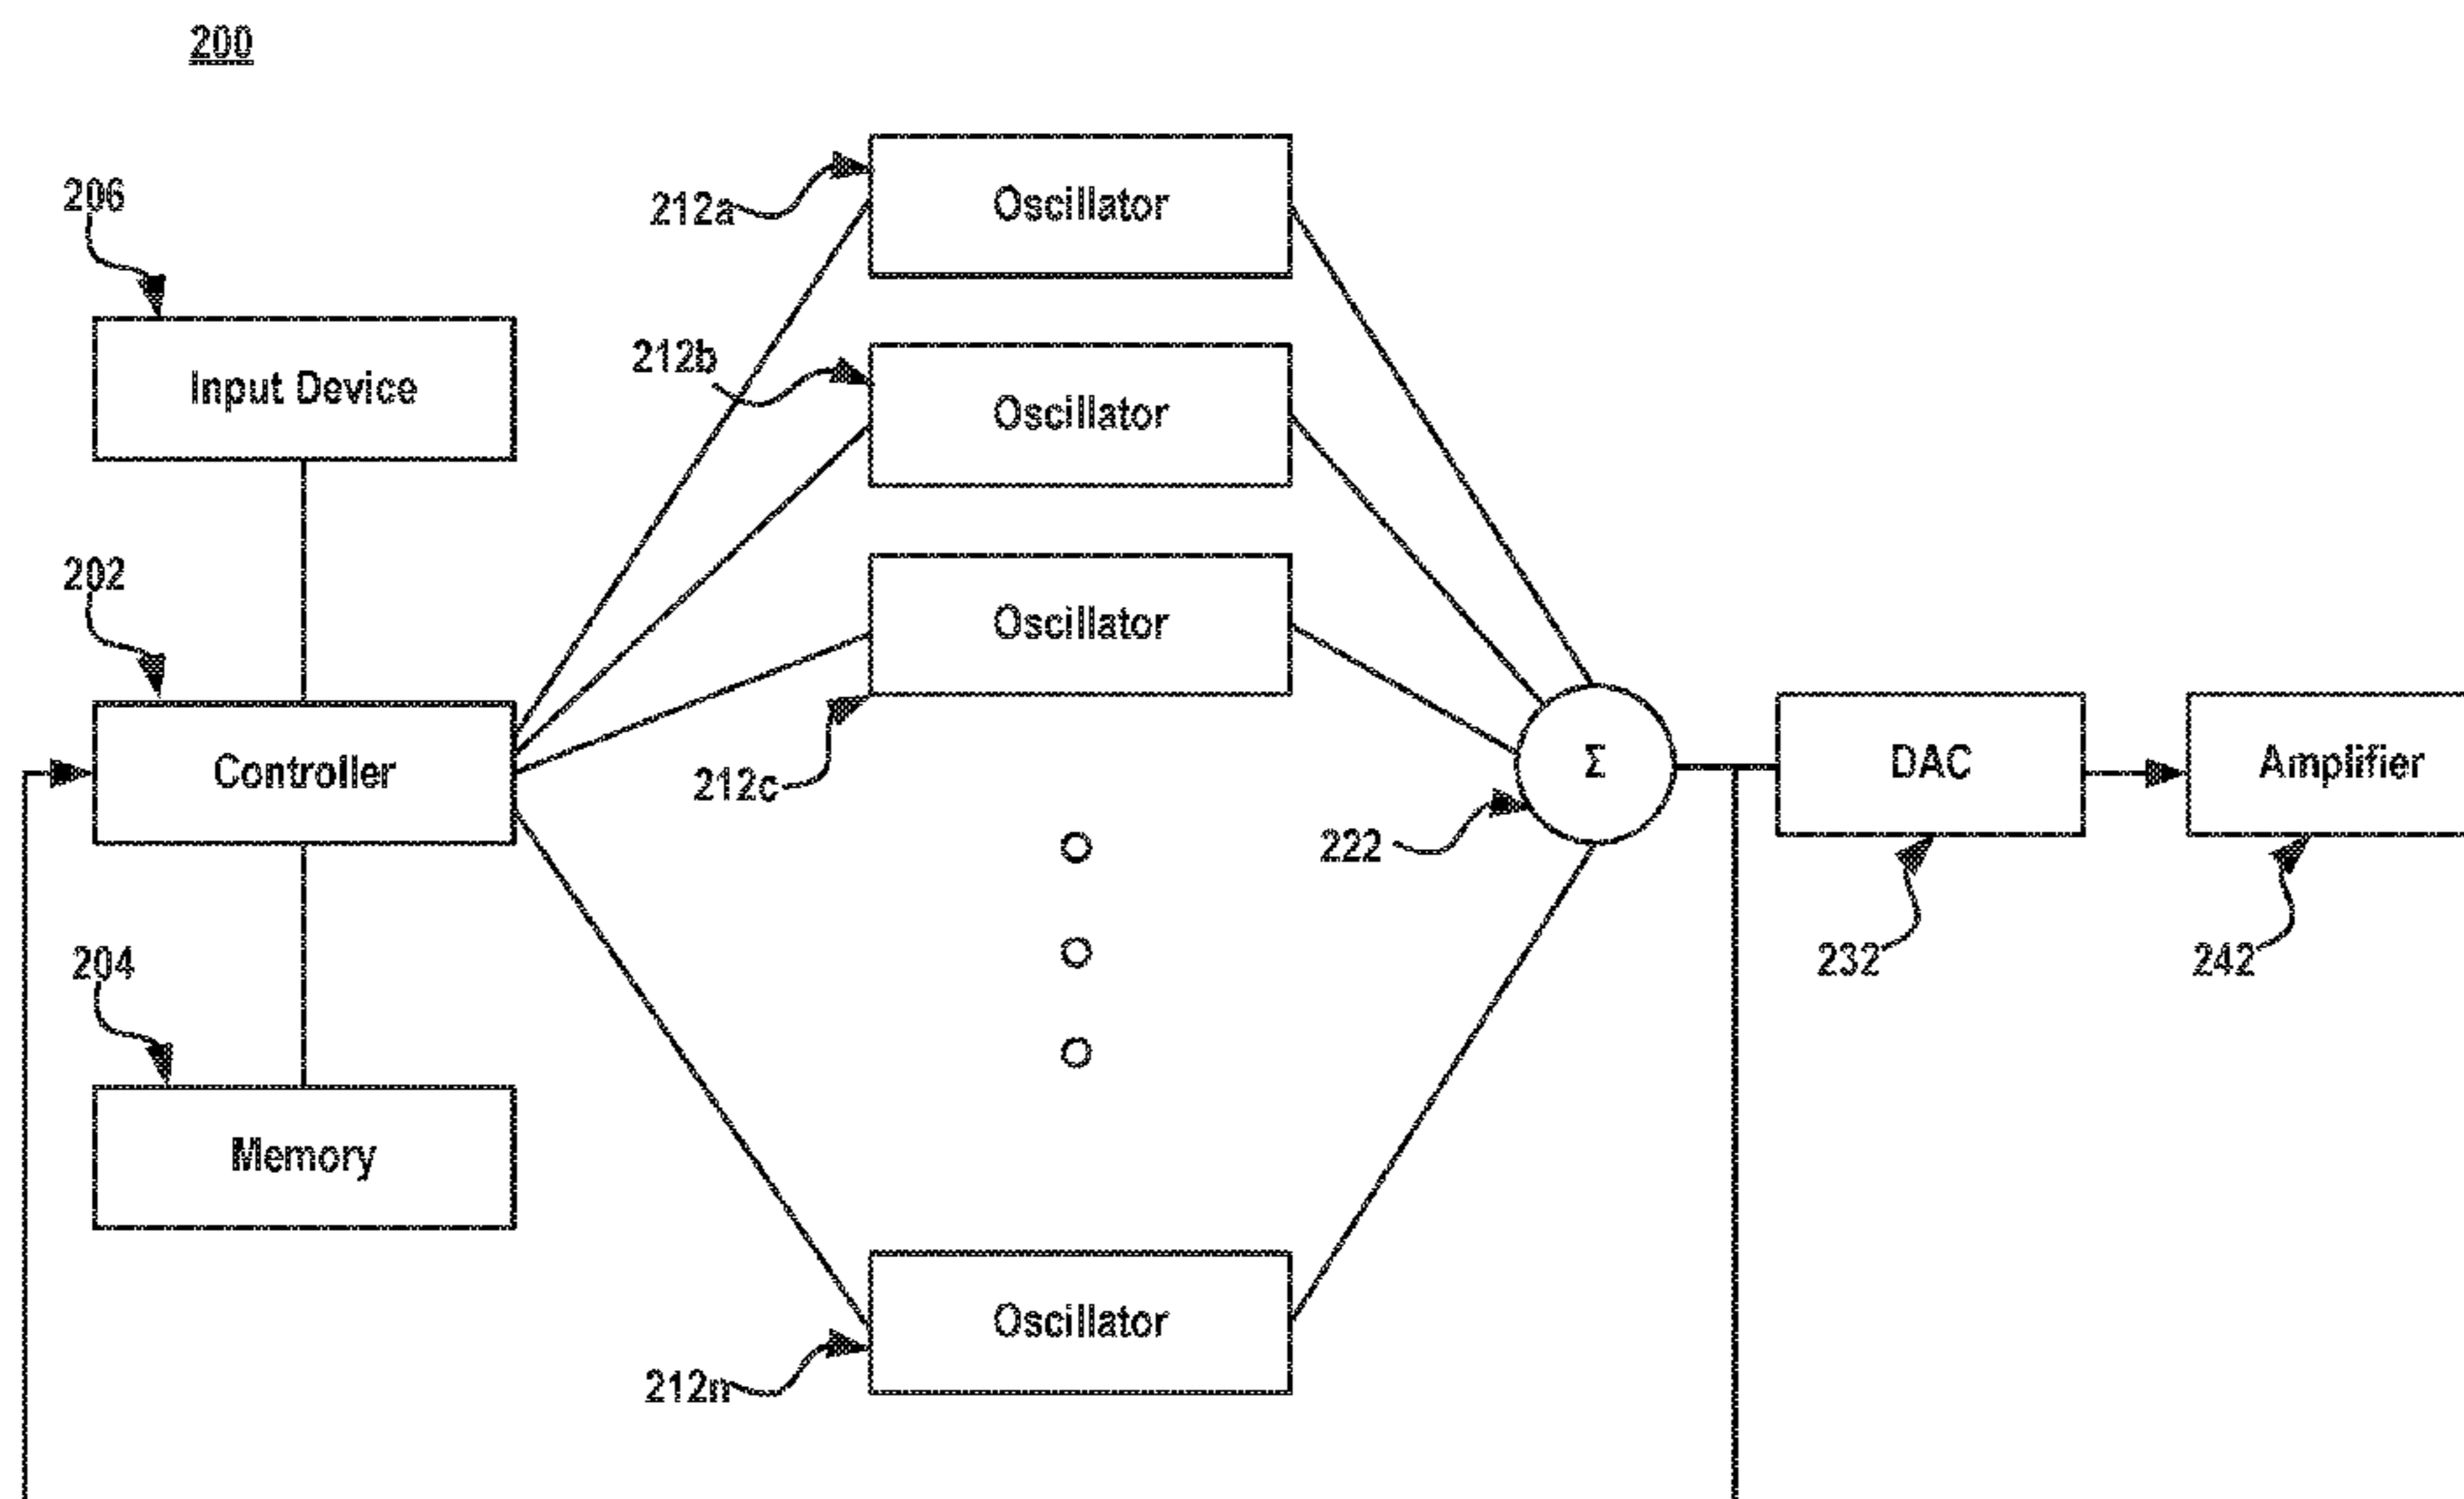 200
206
Input Device
202
Controller
204
Memory
212a
Oscillator
212b
Oscillator
212c
Oscillator
212n
Oscillator
Σ
222
DAC
232
Amplifier
242